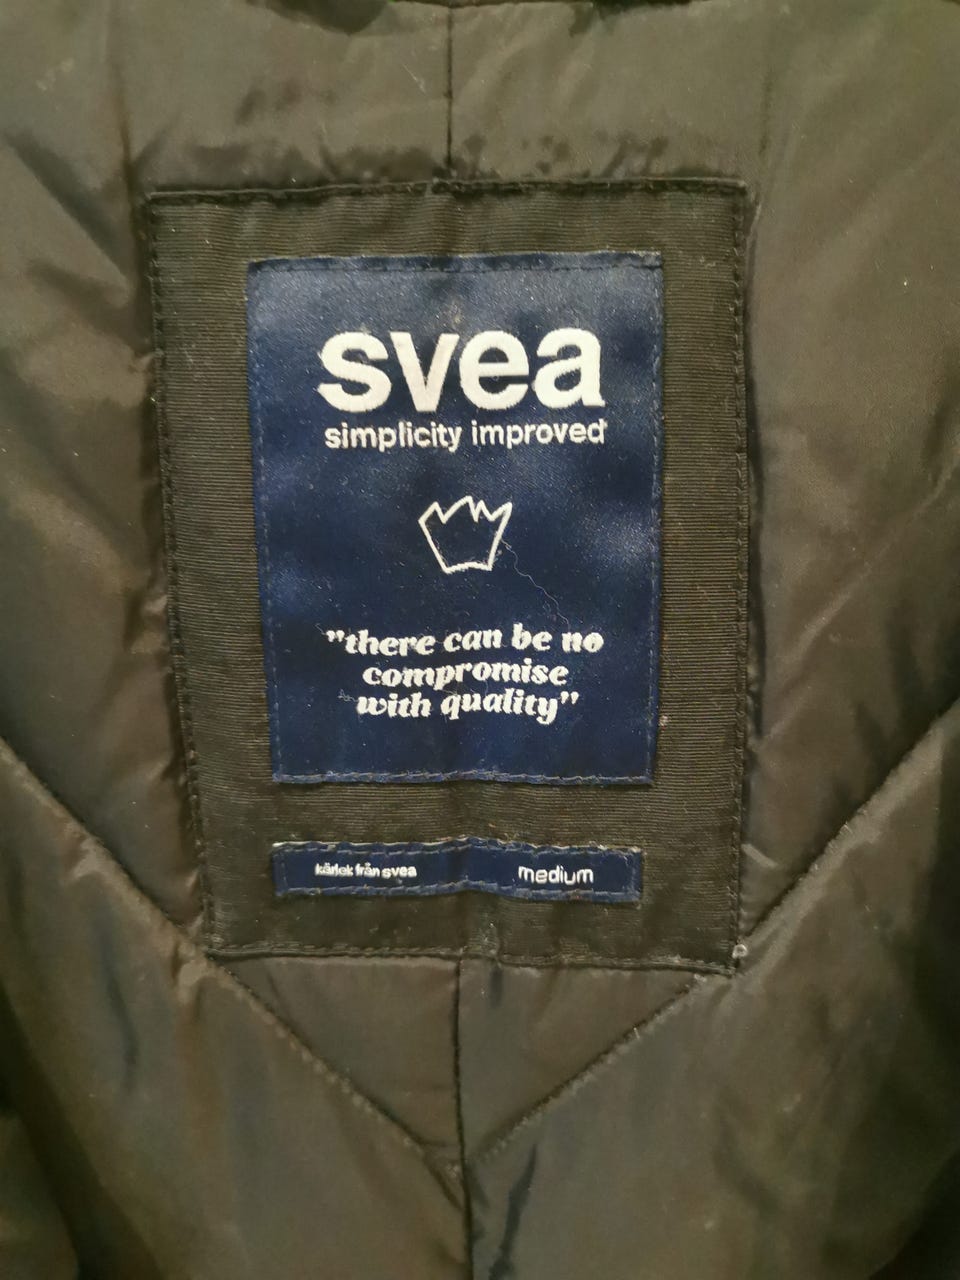 svea
simplicity improved
"there can be no
compromise
with quality"
kärlek från svea
medium